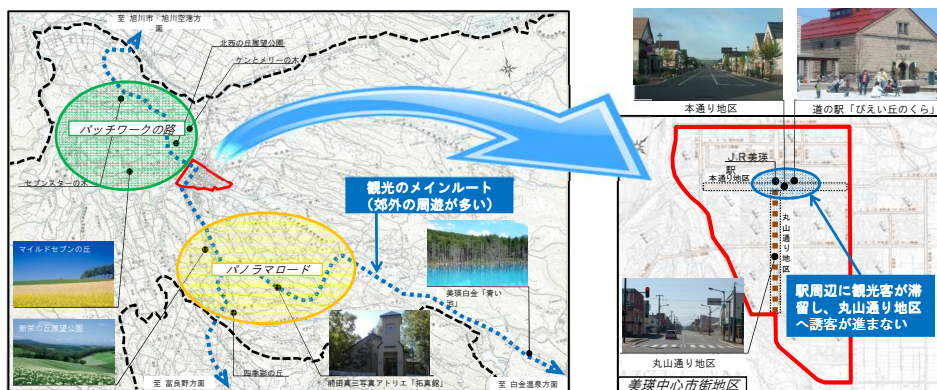 至 旭川市・旭川空港方
面
北西の丘展望公園
ケンとメリーの木
パッチワークの路
セブンスターの木
観光のメインルート
（郊外の周遊が多い）
マイルドセブンの丘
パノラマロード
美瑛白金「青い
池」
新栄の丘展望公園
四季彩の丘
至 富良野方面
前田真三写真アトリエ「拓真館」
至 白金温泉方面
本通り地区
道の駅「びえい丘のくら」
ＪＲ美瑛
駅
本通り地区
丸山通り地区
駅周辺に観光客が滞
留し、丸山通り地区
へ誘客が進まない
丸山通り地区
美瑛中心市街地区